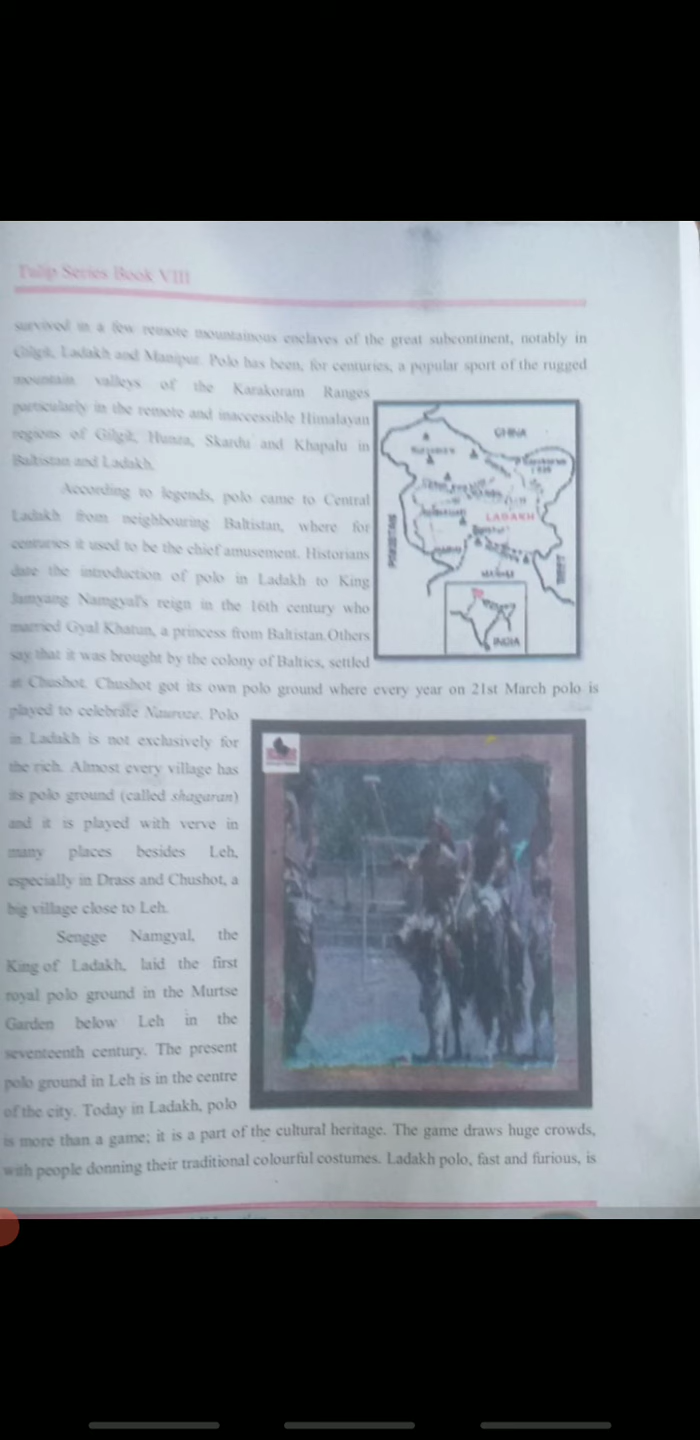 Tulip Series Book VIII
survived in a few remote mountainous enclaves of the great subcontinent, notably in
Gilgit, Ladakh and Manipur. Polo has been, for centuries, a popular sport of the rugged
mountain valleys of the Karakoram Ranges
particularly in the remote and inaccessible Himalayan
regions of Gilgit, Hunza, Skardu and Khapalu in
Baltistan and Ladakh.
According to legends, polo came to Central
Ladakh from neighbouring Baltistan, where for
centuries it used to be the chief amusement. Historians
date the introduction of polo in Ladakh to King
Jamyang Namgyal's reign in the 16th century who
married Gyal Khatun, a princess from Baltistan.Others
say that it was brought by the colony of Baltics, settled
at Chushot. Chushot got its own polo ground where every year on 21st March polo is
played to celebrate Nauroze. Polo
in Ladakh is not exclusively for
the rich. Almost every village has
its polo ground (called shagaran)
and it is played with verve in
many places besides Leh,
especially in Drass and Chushot, a
big village close to Leh.
Sengge Namgyal, the
King of Ladakh, laid the first
royal polo ground in the Murtse
Garden below Leh in the
seventeenth century. The present
polo ground in Leh is in the centre
of the city. Today in Ladakh, polo
is more than a game; it is a part of the cultural heritage. The game draws huge crowds,
with people donning their traditional colourful costumes. Ladakh polo, fast and furious, is
CHINA
LADAKH
PAKISTAN
TIBET
INDIA